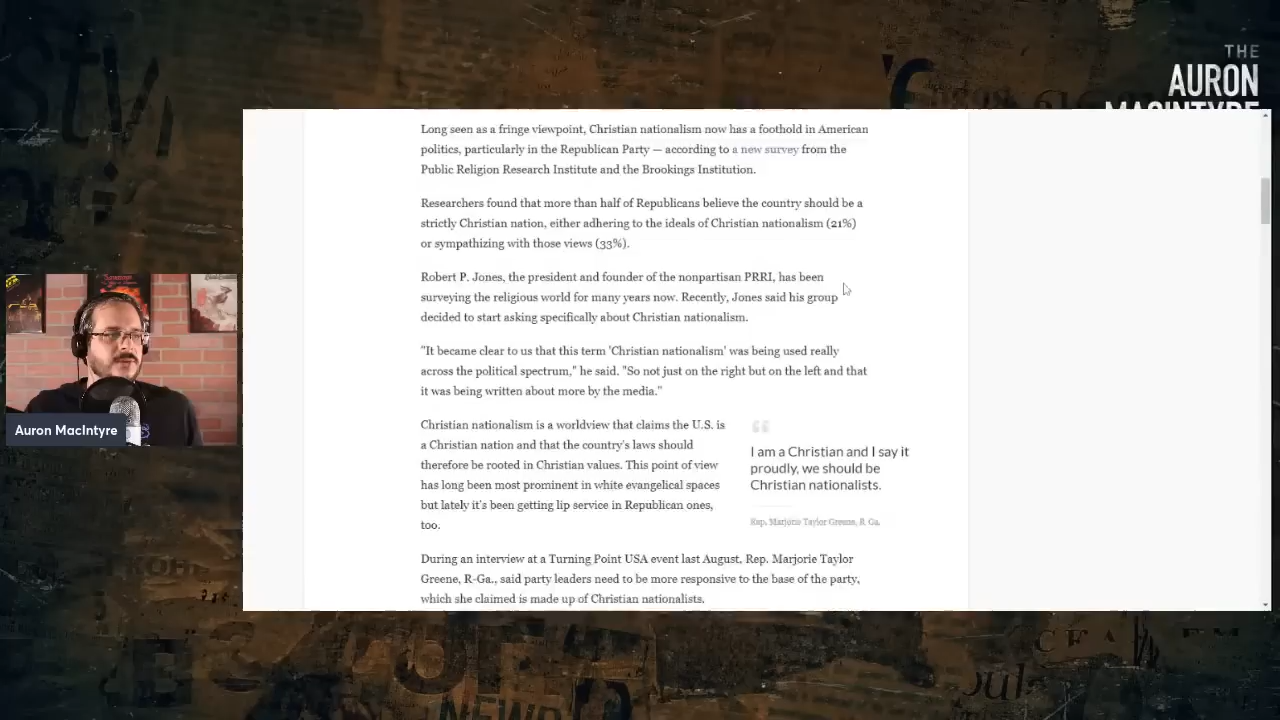 THE
AURON
MACINTYRE
Long seen as a fringe viewpoint, Christian nationalism now has a foothold in American
politics, particularly in the Republican Party — according to a new survey from the
Public Religion Research Institute and the Brookings Institution.
Researchers found that more than half of Republicans believe the country should be a
strictly Christian nation, either adhering to the ideals of Christian nationalism (21%)
or sympathizing with those views (33%).
Robert P. Jones, the president and founder of the nonpartisan PRRI, has been
surveying the religious world for many years now. Recently, Jones said his group
decided to start asking specifically about Christian nationalism.
"It became clear to us that this term 'Christian nationalism' was being used really
across the political spectrum," he said. "So not just on the right but on the left and that
it was being written about more by the media."
Christian nationalism is a worldview that claims the U.S. is
a Christian nation and that the country's laws should
therefore be rooted in Christian values. This point of view
has long been most prominent in white evangelical spaces
but lately it's been getting lip service in Republican ones,
too.
“
I am a Christian and I say it
proudly, we should be
Christian nationalists.
Rep. Marjorie Taylor Greene, R. Ga.
During an interview at a Turning Point USA event last August, Rep. Marjorie Taylor
Greene, R-Ga., said party leaders need to be more responsive to the base of the party,
which she claimed is made up of Christian nationalists.
Auron MacIntyre